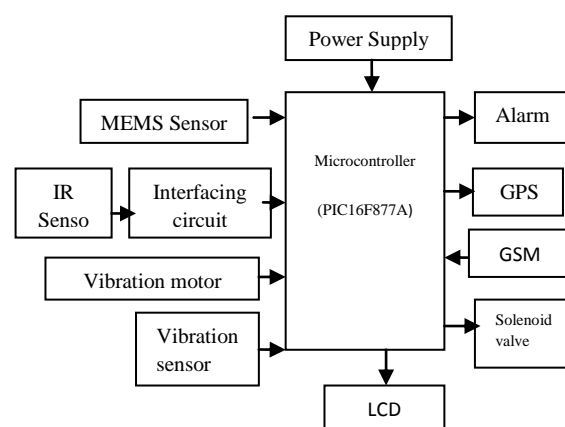 Power Supply
MEMS Sensor
Alarm
Microcontroller
(PIC16F877A)
IR
Senso
Interfacing
circuit
GPS
GSM
Vibration motor
Solenoid
valve
Vibration
sensor
LCD